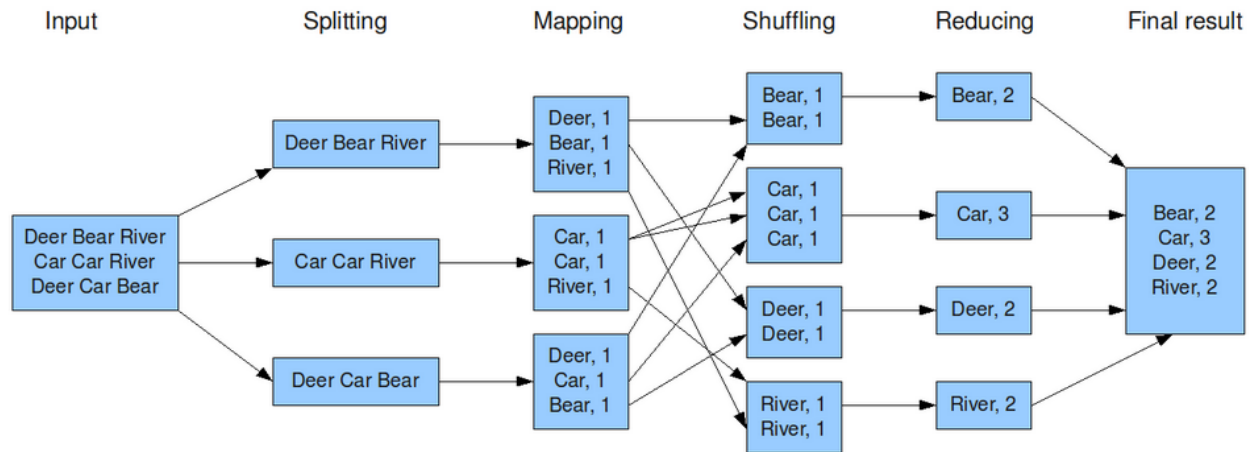 Input
Splitting
Mapping
Shuffling
Reducing
Final result
Deer Bear River
Car Car River
Deer Car Bear
Deer Bear River
Car Car River
Deer Car Bear
Deer, 1
Bear, 1
River, 1
Car, 1
Car, 1
River, 1
Deer, 1
Car, 1
Bear, 1
Bear, 1
Bear, 1
Car, 1
Car, 1
Car, 1
Deer, 1
Deer, 1
River, 1
River, 1
Bear, 2
Car, 3
Deer, 2
River, 2
Bear, 2
Car, 3
Deer, 2
River, 2